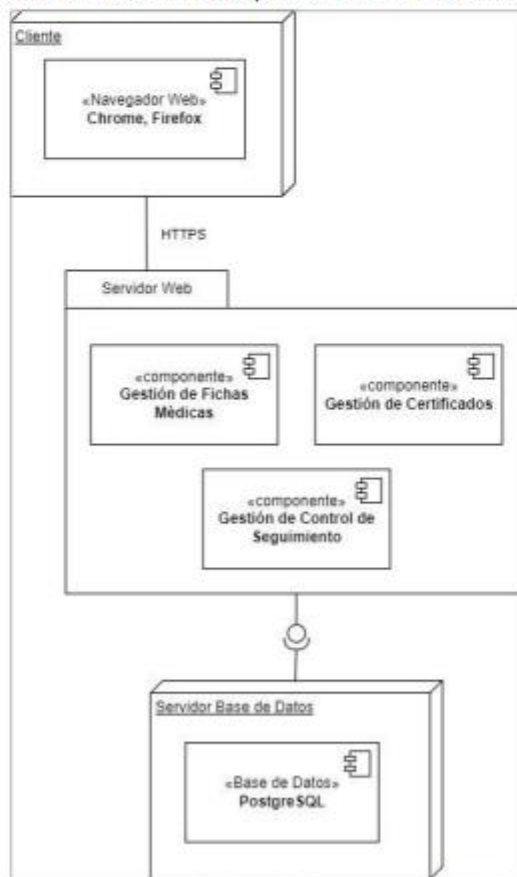 Cliente
«Navegador Web»
Chrome, Firefox
HTTPS
Servidor Web
«componente»
Gestión de Fichas
Mèdicas
«componente»
Gestión de Certificados
«componente»
Gestión de Control de
Seguimiento
Servidor Base de Datos
«Base de Datos»
PostgreSQL